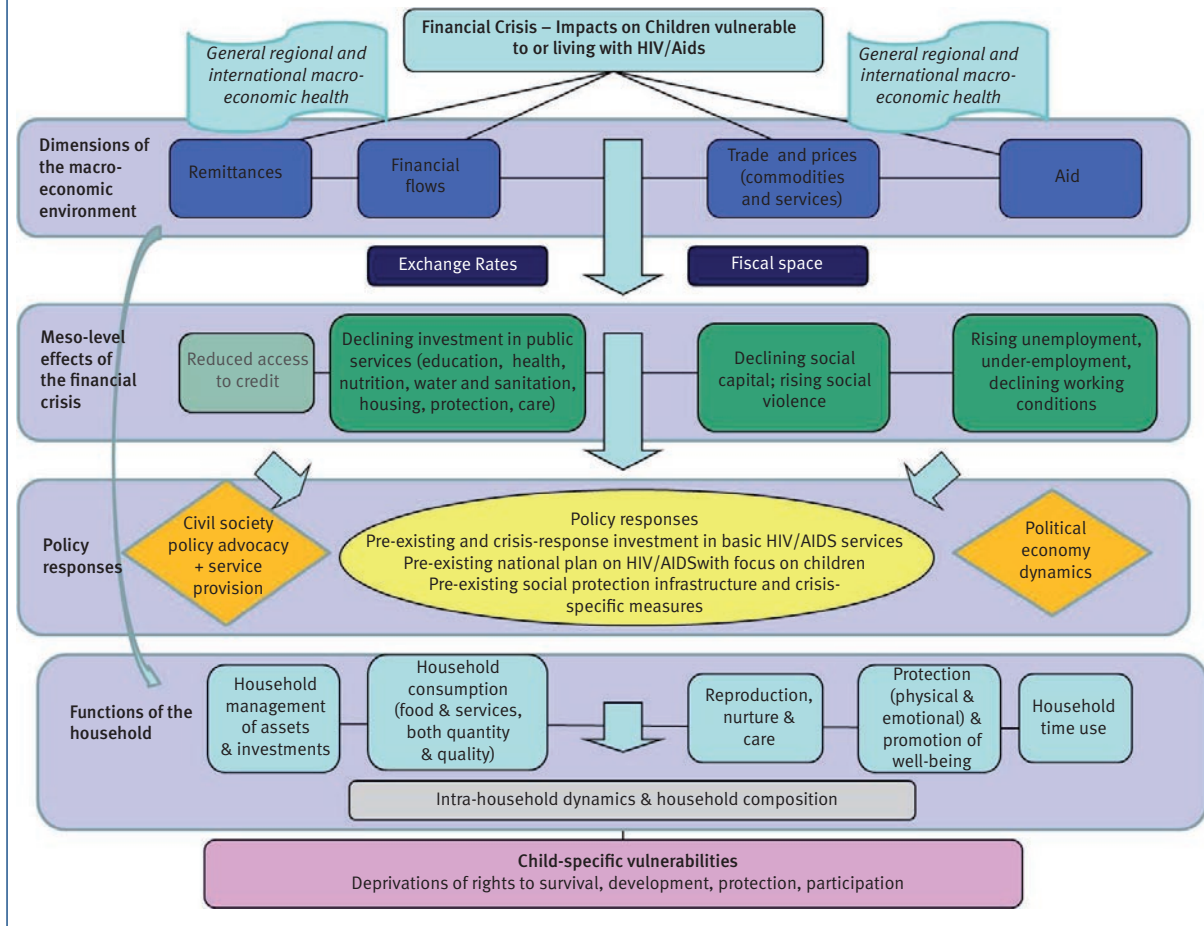 Financial Crisis – Impacts on Children vulnerable
to or living with HIV/Aids
General regional and
international macro-
economic health
General regional and
international macro-
economic health
Dimensions of
the macro-
economic
environment
Remittances
Financial
flows
Trade and prices
(commodities
and services)
Aid
Exchange Rates
Fiscal space
Meso-level
effects of
the financial
crisis
Reduced access
to credit
Declining investment in public
services (education, health,
nutrition, water and sanitation,
housing, protection, care)
Declining social
capital; rising social
violence
Rising unemployment,
under-employment,
declining working
conditions
Policy
responses
Civil society
policy advocacy
+ service
provision
Policy responses
Pre-existing and crisis-response investment in basic HIV/AIDS services
Pre-existing national plan on HIV/AIDSwith focus on children
Pre-existing social protection infrastructure and crisis-
specific measures
Political
economy
dynamics
Functions of the
household
Household
management
of assets
& investments
Household
consumption
(food & services,
both quantity
& quality)
Reproduction,
nurture &
care
Protection
(physical &
emotional) &
promotion of
well-being
Household
time use
Intra-household dynamics & household composition
Child-specific vulnerabilities
Deprivations of rights to survival, development, protection, participation